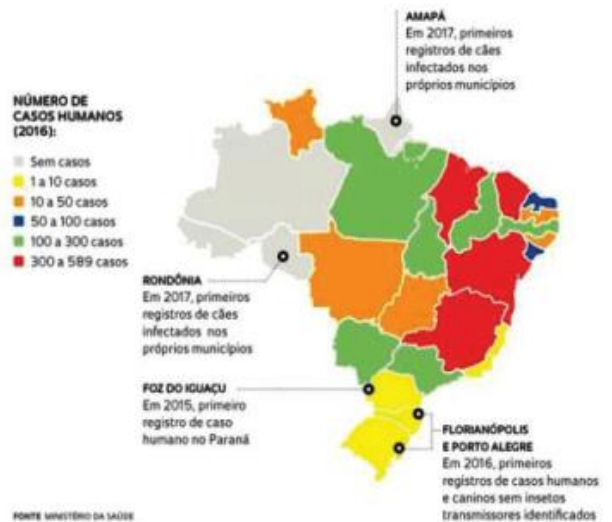 AMAPÁ
Em 2017, primeiros
registros de cães
infectados nos
próprios municípios
NÚMERO DE
CASOS HUMANOS
(2016):
Sem casos
1 a 10 casos
10 a 50 casos
50 a 100 casos
100 a 300 casos
300 a 589 casos
RONDÔNIA
Em 2017, primeiros
registros de cães
infectados nos
próprios municípios
FOZ DO IGUAÇU
Em 2015, primeiro
registro de caso
humano no Paraná
FLORIANÓPOLIS
E PORTO ALEGRE
Em 2016, primeiros
registros de casos humanos
e caninos sem insetos
transmissores identificados
FONTE MINISTÉRIO DA SAÚDE